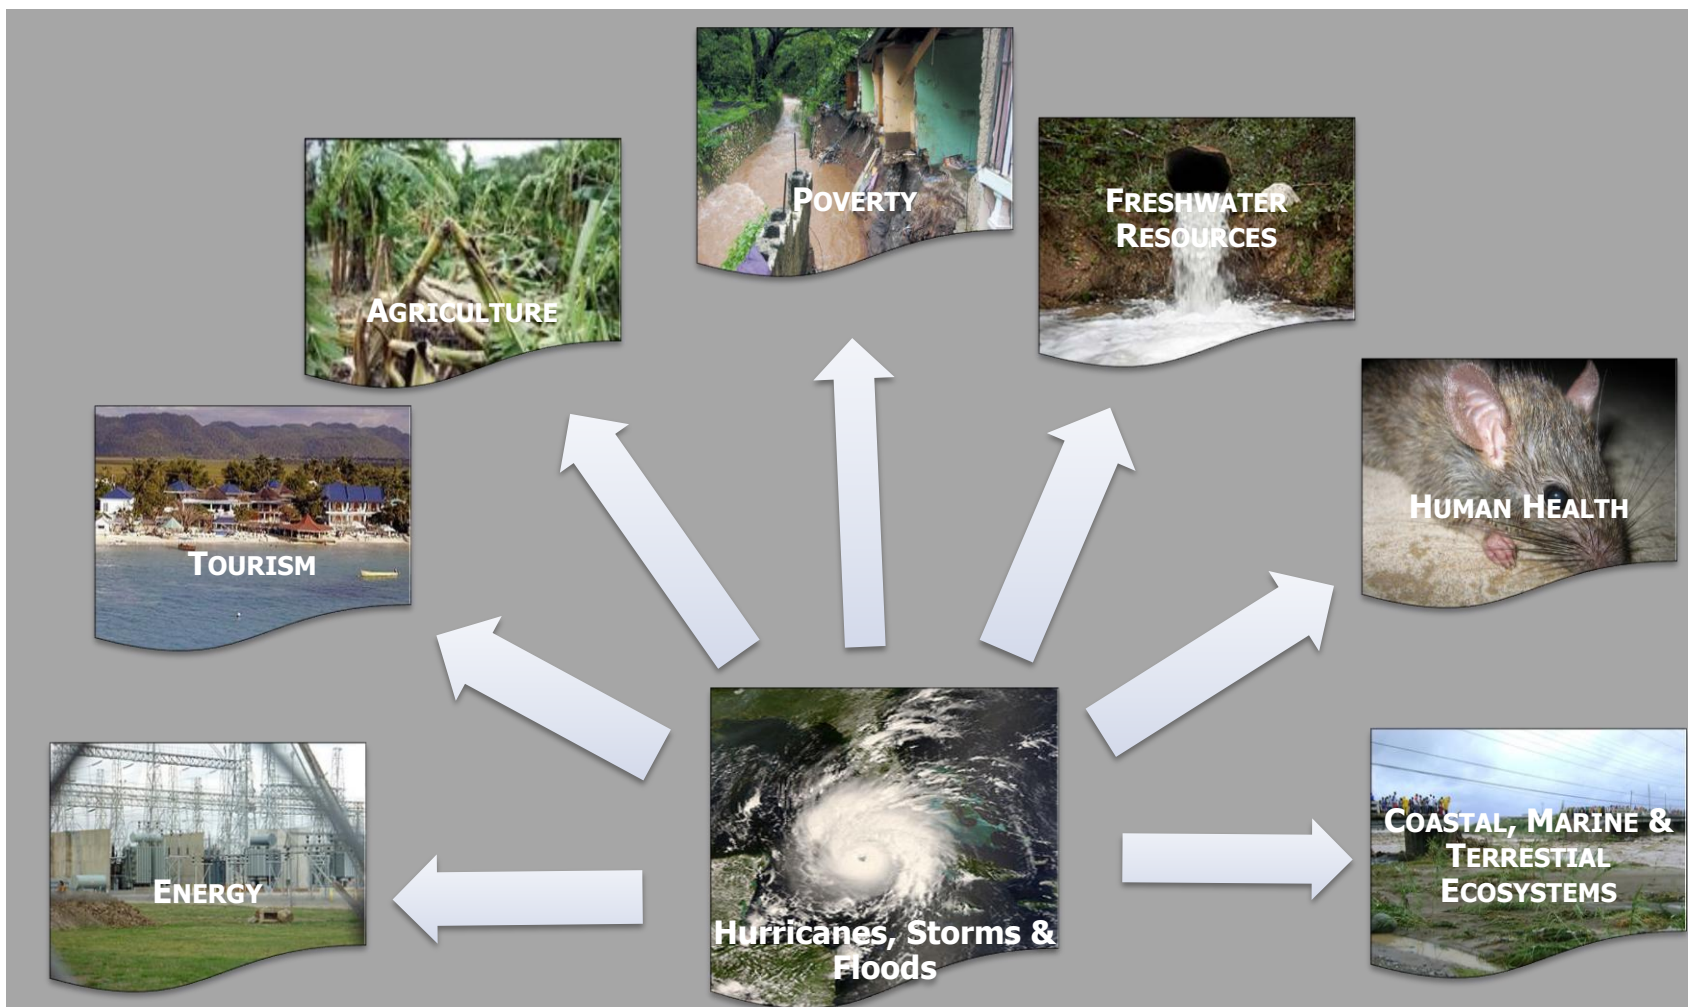 POVERTY
FRESHWATER
RESOURCES
AGRICULTURE
HUMAN HEALTH
TOURISM
COASTAL, MARINE &
TERRESTIAL
ECOSYSTEMS
ENERGY
Hurricanes, Storms &
Floods